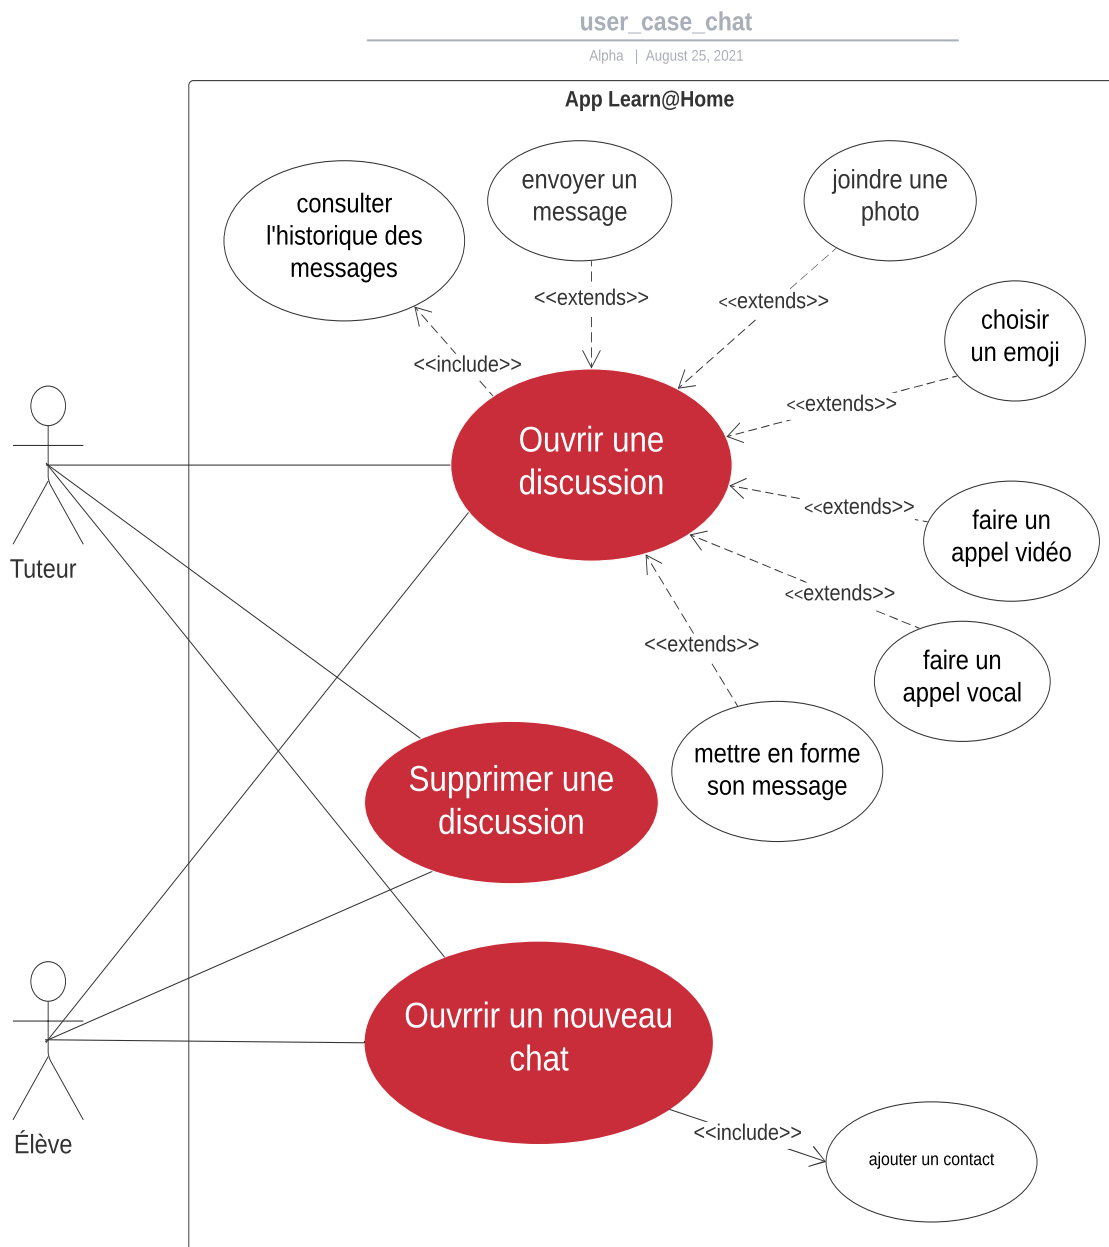 user_case_chat
Alpha | August 25, 2021
App Learn@Home
consulter
l'historique des
messages
envoyer un
message
joindre une
photo
choisir
un emoji
<<extends>>
<<extends>>
<<include>>
<<extends>>
Ouvrir une
discussion
<<extends>>
faire un
appel vidéo
Tuteur
<<extends>>
<<extends>>
faire un
appel vocal
mettre en forme
son message
Supprimer une
discussion
Ouvrrir un nouveau
chat
Élève
<<include>>
ajouter un contact